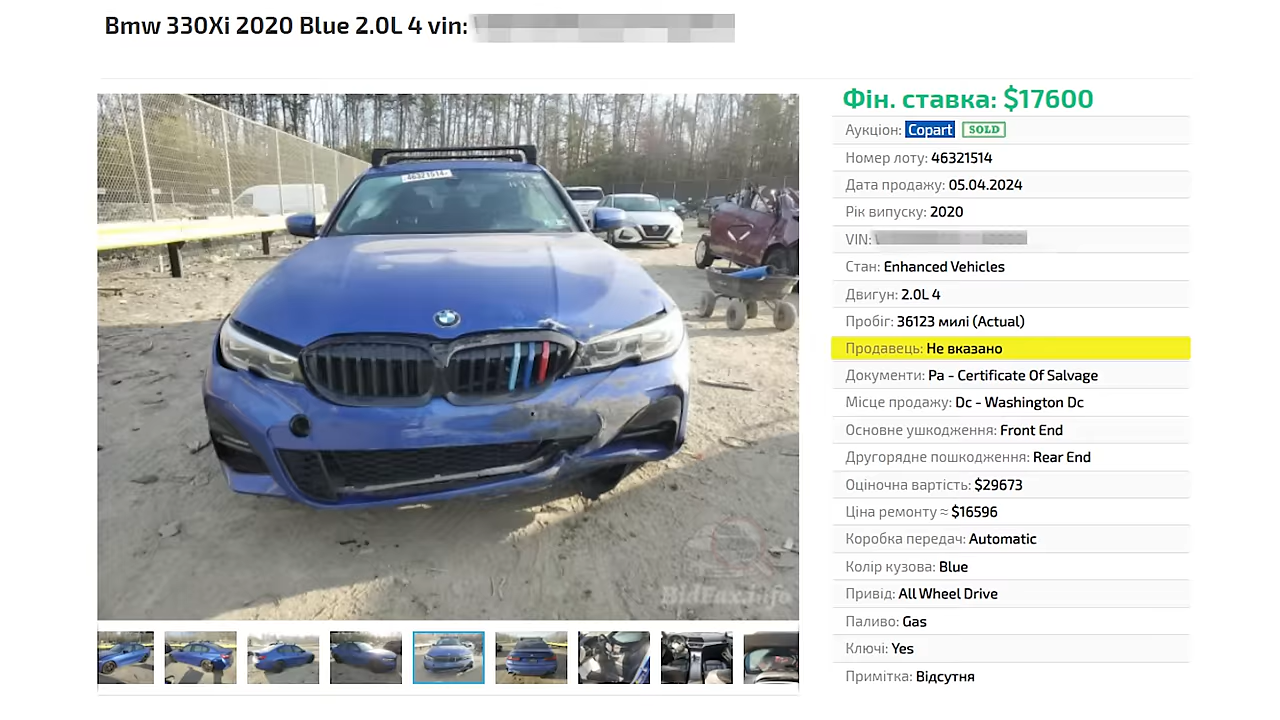 Bmw 330Xi 2020 Blue 2.0L 4 vin:
46321514
BidFax.info
Фін. ставка: $17600
Аукціон: Copart SOLD
Номер лоту: 46321514
Дата продажу: 05.04.2024
Рік випуску: 2020
VIN:
Стан: Enhanced Vehicles
Двигун: 2.0L 4
Пробіг: 36123 милі (Actual)
Продавець: Не вказано
Документи: Pa - Certificate Of Salvage
Місце продажу: Dc - Washington Dc
Основне ушкодження: Front End
Другорядне пошкодження: Rear End
Оціночна вартість: $29673
Ціна ремонту ≈ $16596
Коробка передач: Automatic
Колір кузова: Blue
Привід: All Wheel Drive
Паливо: Gas
Ключі: Yes
Примітка: Відсутня